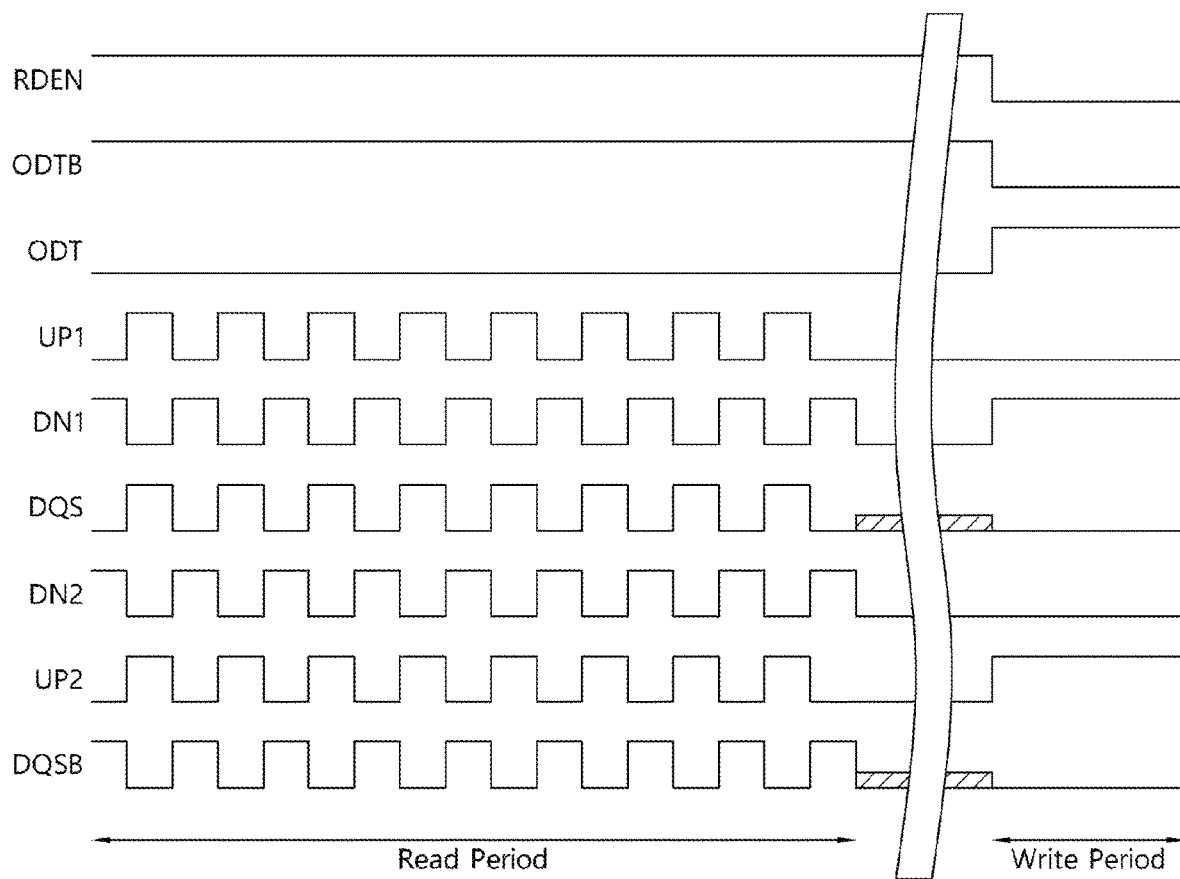 RDEN
ODTB
ODT
UP1
DN1
DQS
DN2
UP2
DQSB
Read Period
Write Period